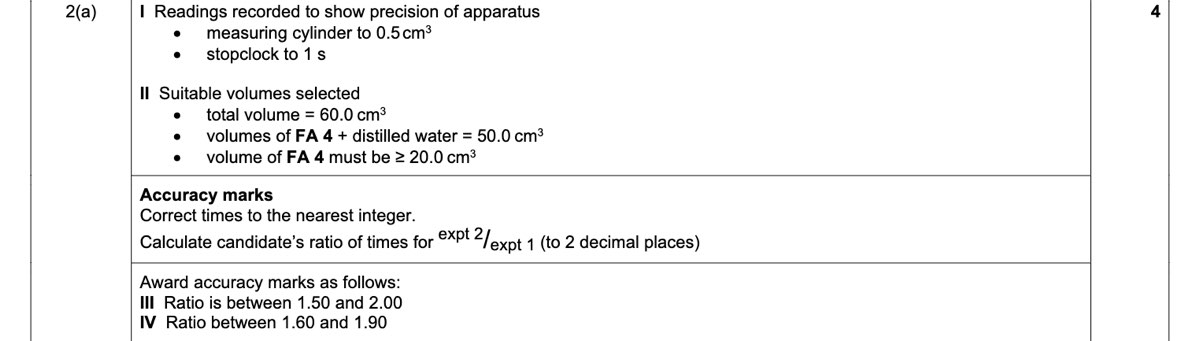 2(a)
I Readings recorded to show precision of apparatus
4
• measuring cylinder to 0.5 cm³
• stopclock to 1 s
II Suitable volumes selected
• total volume = 60.0 cm³
• volumes of FA 4 + distilled water = 50.0 cm³
• volume of FA 4 must be ≥ 20.0 cm³
Accuracy marks
Correct times to the nearest integer.
Calculate candidate's ratio of times for expt 2/expt 1 (to 2 decimal places)
Award accuracy marks as follows:
III Ratio is between 1.50 and 2.00
IV Ratio between 1.60 and 1.90